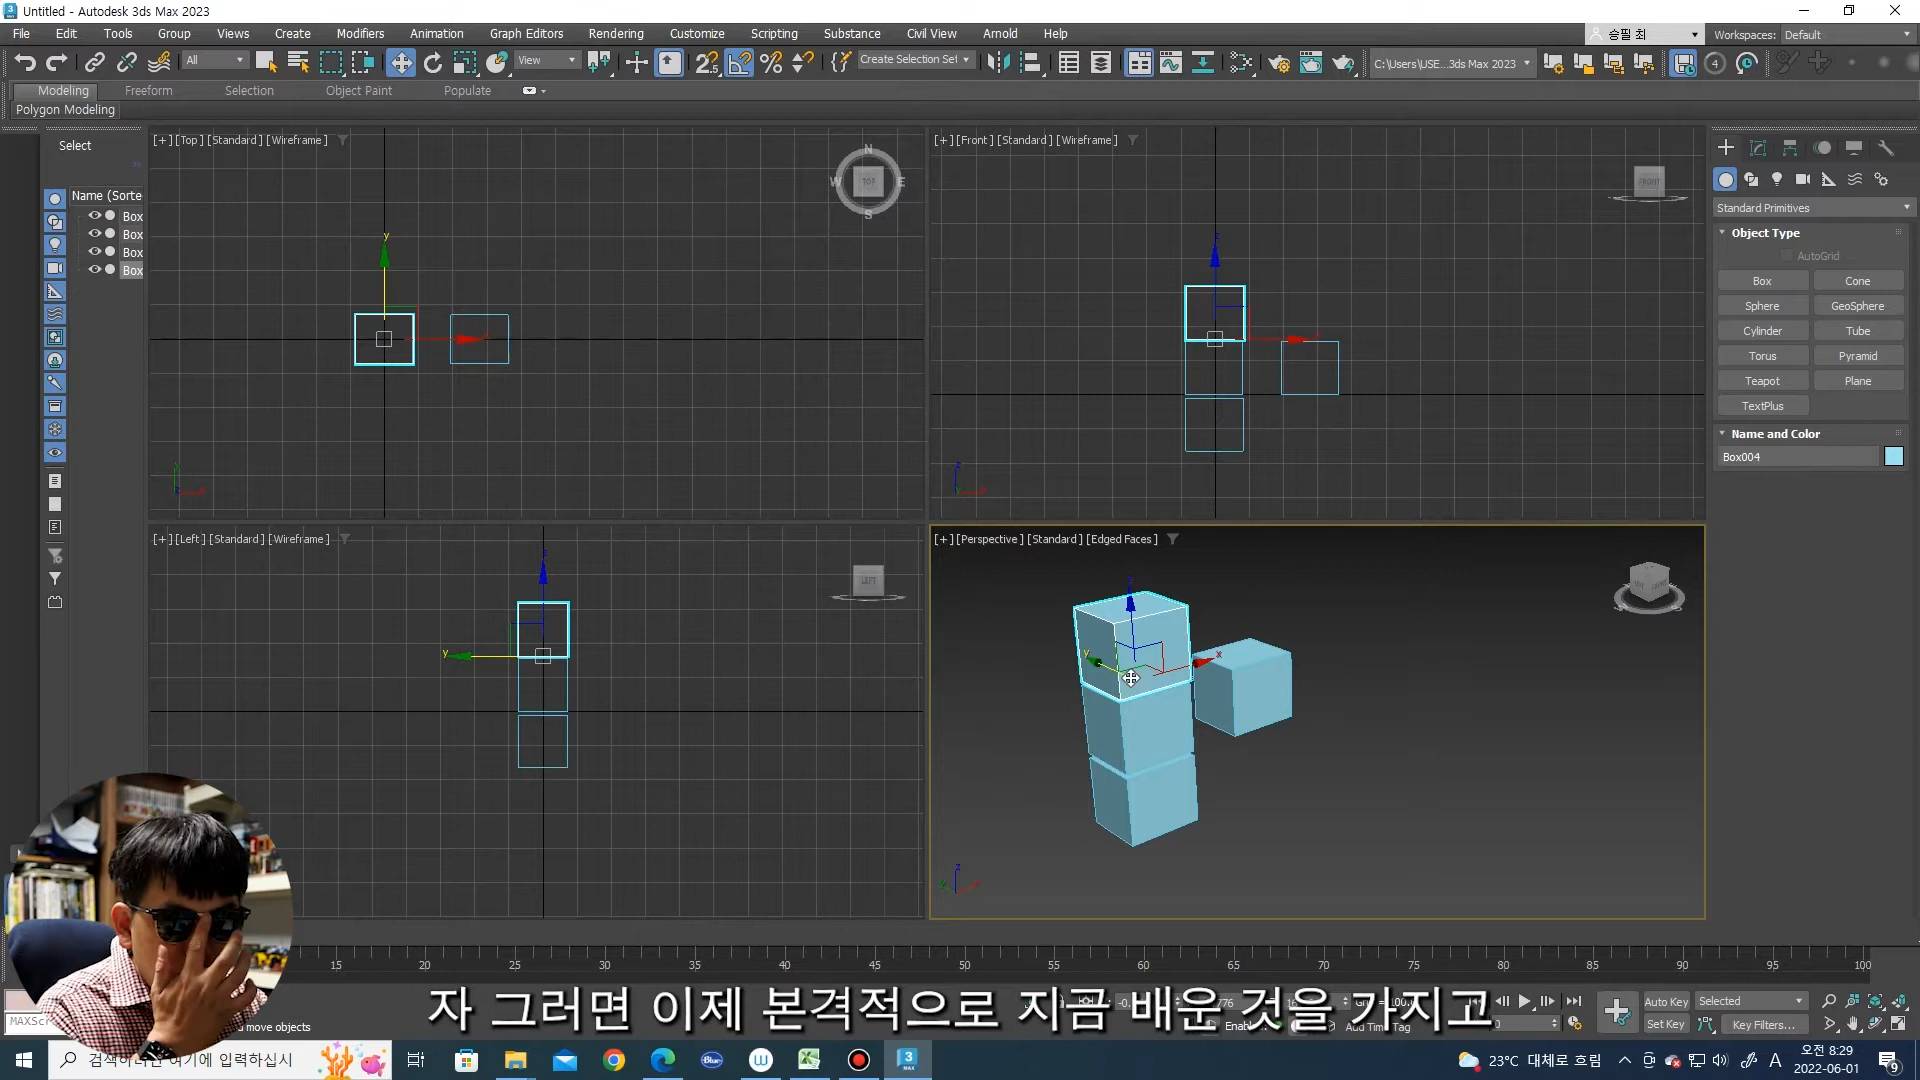 Untitled - Autodesk 3ds Max 2023
File Edit Tools Group Views Create Modifiers Animation Graph Editors Rendering Customize Scripting Substance Civil View Arnold Help
승필 최 Workspaces: Default
All View Create Selection Set C:\Users\USE...3ds Max 2023
Modeling Freeform Selection Object Paint Populate
Polygon Modeling
Select
Name (Sorte
Box
Box
Box
Box
[+] [Top] [Standard] [Wireframe]
N
W TOP E
S
y
[+] [Front] [Standard] [Wireframe]
FRONT
z
[+] [Left] [Standard] [Wireframe]
LEFT
z
y
[+] [Perspective] [Standard] [Edged Faces]
z
y x
Standard Primitives
Object Type
AutoGrid
Box Cone
Sphere GeoSphere
Cylinder Tube
Torus Pyramid
Teapot Plane
TextPlus
Name and Color
Box004
15 20 25 30 35 40 45 50 55 60 65 70 75 80 85 90 95 100
자 그러면 이제 본격적으로 지금 배운 것을 가지고
MAXScr
move objects
Add Time Tag
Auto Key Selected
Set Key Key Filters...
검색하려면 여기에 입력하십시
23°C 대체로 흐림
A
오전 8:29
2022-06-01